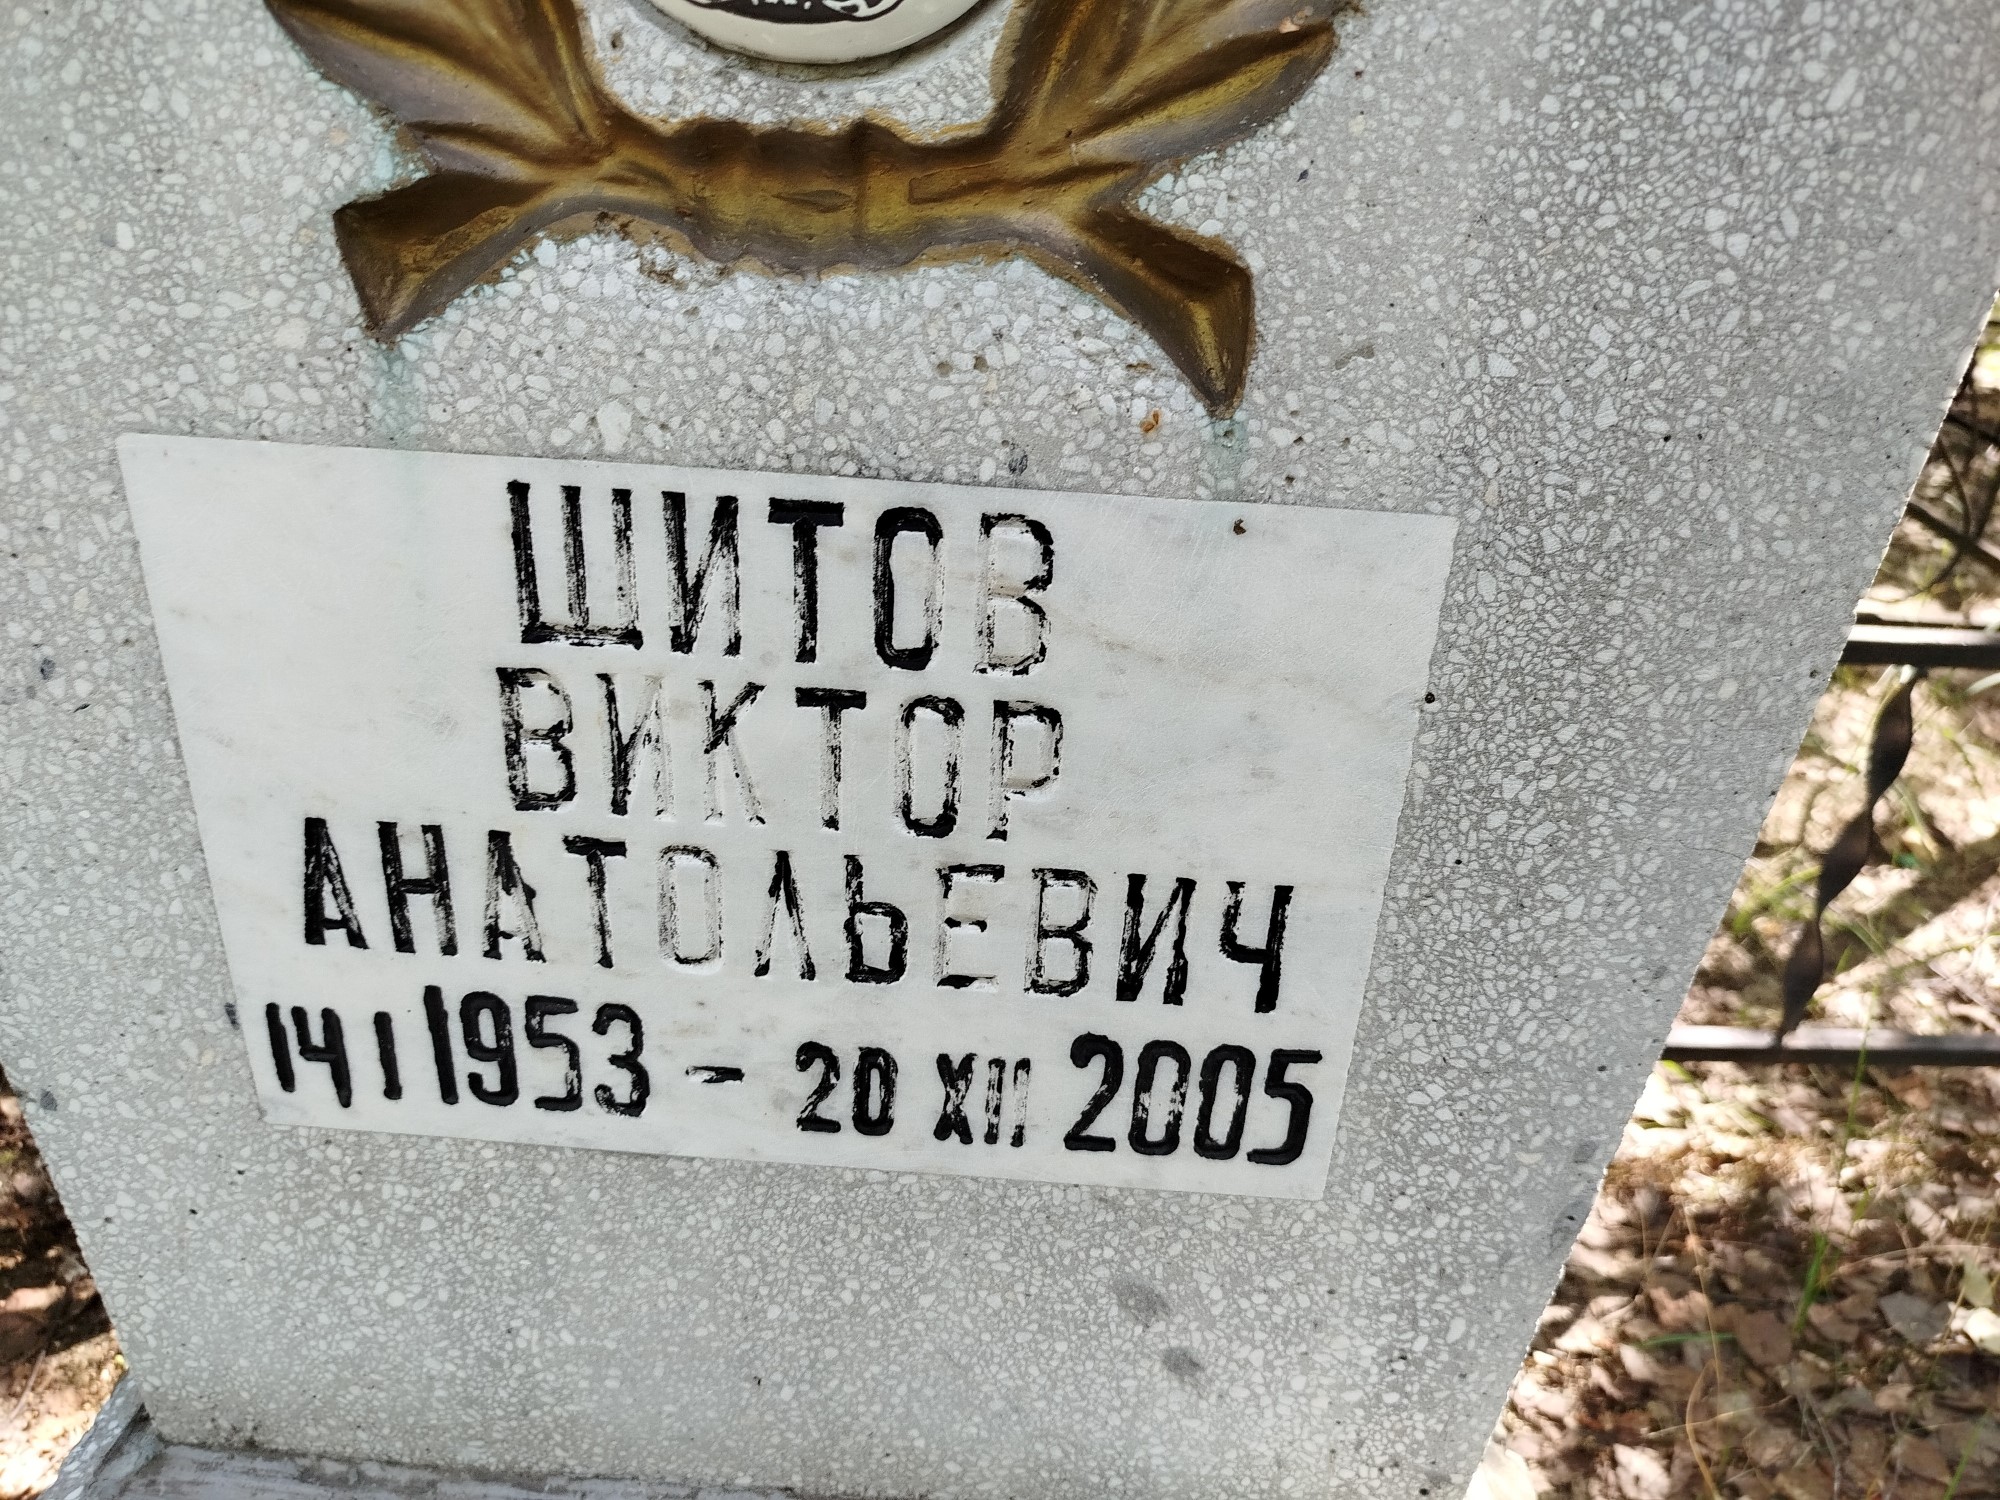 ШИТОВ
ВИКТОР
АНАТОЛЬЕВИЧ
14 I 1953 - 20 XII 2005